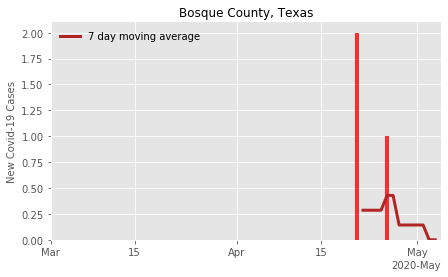 Bosque County, Texas
7 day moving average
New Covid-19 Cases
2.00
1.75
1.50
1.25
1.00
0.75
0.50
0.25
0.00
Mar 15 Apr 15 May
2020-May